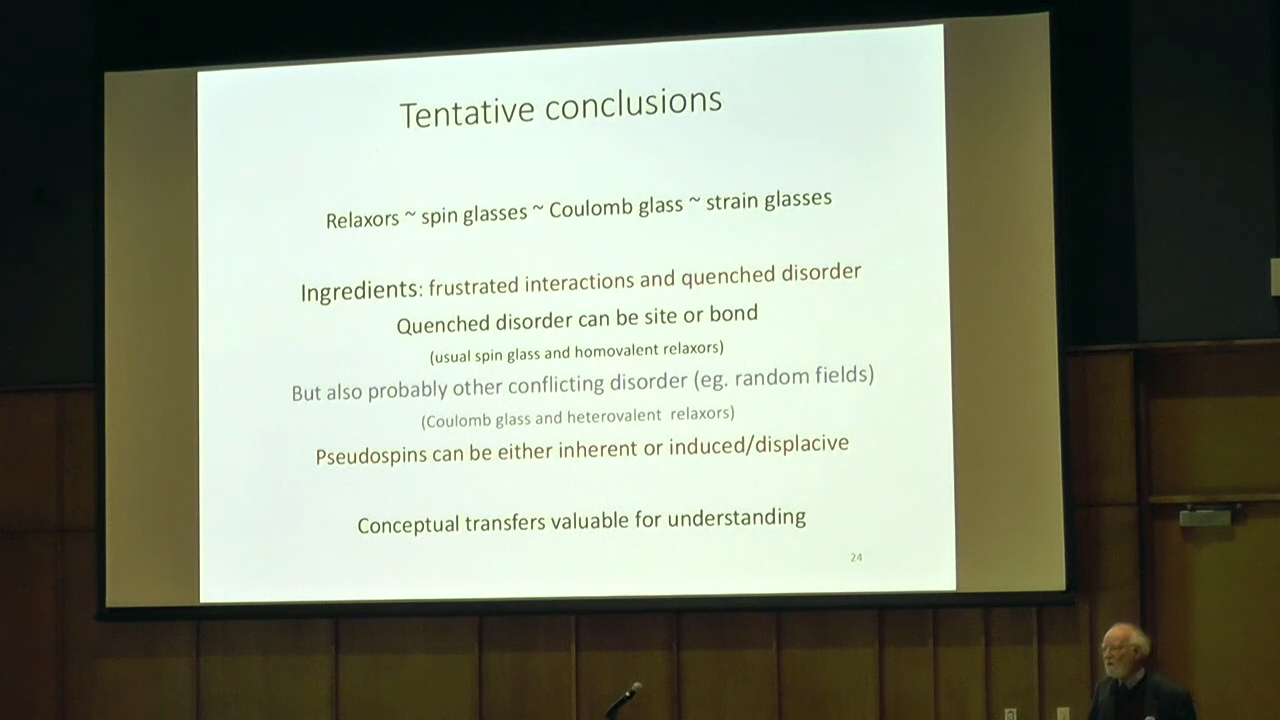 Tentative conclusions
Relaxors ~ spin glasses ~ Coulomb glass ~ strain glasses
Ingredients: frustrated interactions and quenched disorder
Quenched disorder can be site or bond
(usual spin glass and homovalent relaxors)
But also probably other conflicting disorder (eg. random fields)
(Coulomb glass and heterovalent relaxors)
Pseudospins can be either inherent or induced/displacive
Conceptual transfers valuable for understanding
24